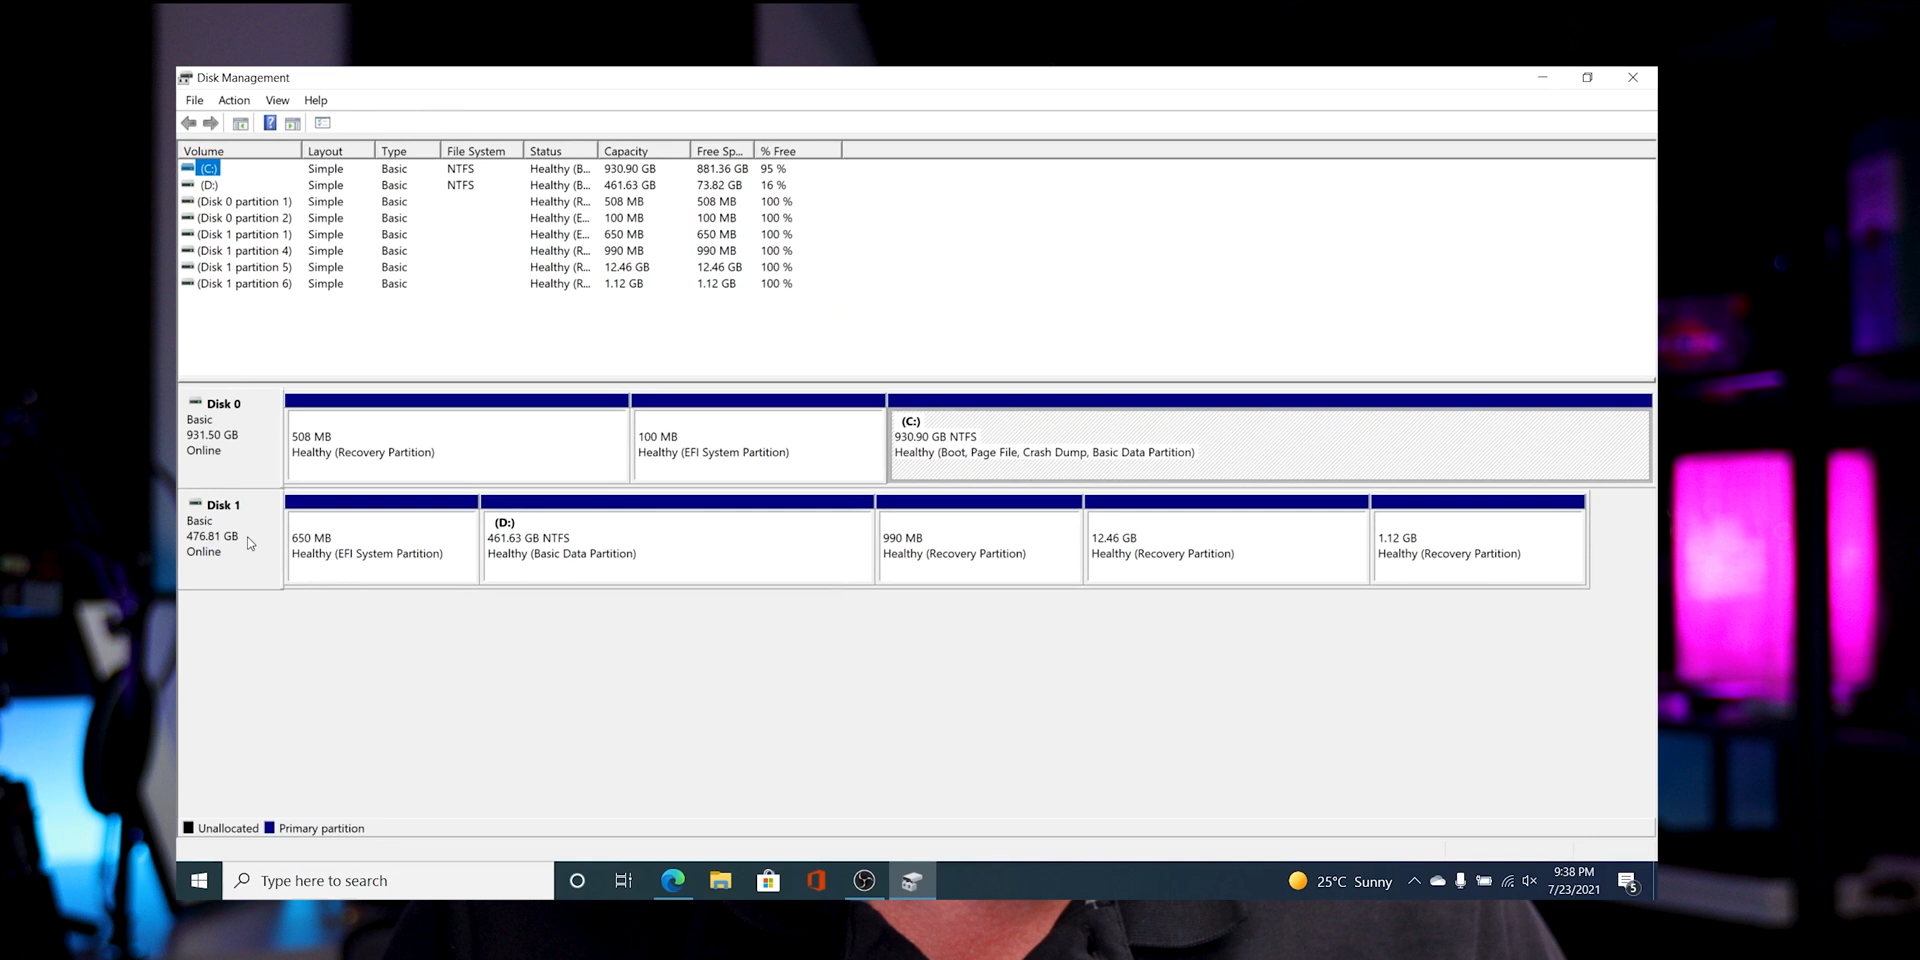 Disk Management
File Action View Help
Volume Layout Type File System Status Capacity Free Sp... % Free
(C:) Simple Basic NTFS Healthy (B... 930.90 GB 881.36 GB 95 %
(D:) Simple Basic NTFS Healthy (B... 461.63 GB 73.82 GB 16 %
(Disk 0 partition 1) Simple Basic Healthy (R... 508 MB 508 MB 100 %
(Disk 0 partition 2) Simple Basic Healthy (E... 100 MB 100 MB 100 %
(Disk 1 partition 1) Simple Basic Healthy (E... 650 MB 650 MB 100 %
(Disk 1 partition 4) Simple Basic Healthy (R... 990 MB 990 MB 100 %
(Disk 1 partition 5) Simple Basic Healthy (R... 12.46 GB 12.46 GB 100 %
(Disk 1 partition 6) Simple Basic Healthy (R... 1.12 GB 1.12 GB 100 %
Disk 0
Basic
931.50 GB
Online
508 MB
Healthy (Recovery Partition)
100 MB
Healthy (EFI System Partition)
(C:)
930.90 GB NTFS
Healthy (Boot, Page File, Crash Dump, Basic Data Partition)
Disk 1
Basic
476.81 GB
Online
650 MB
Healthy (EFI System Partition)
(D:)
461.63 GB NTFS
Healthy (Basic Data Partition)
990 MB
Healthy (Recovery Partition)
12.46 GB
Healthy (Recovery Partition)
1.12 GB
Healthy (Recovery Partition)
Unallocated Primary partition
Type here to search
25°C Sunny
9:38 PM
7/23/2021
5